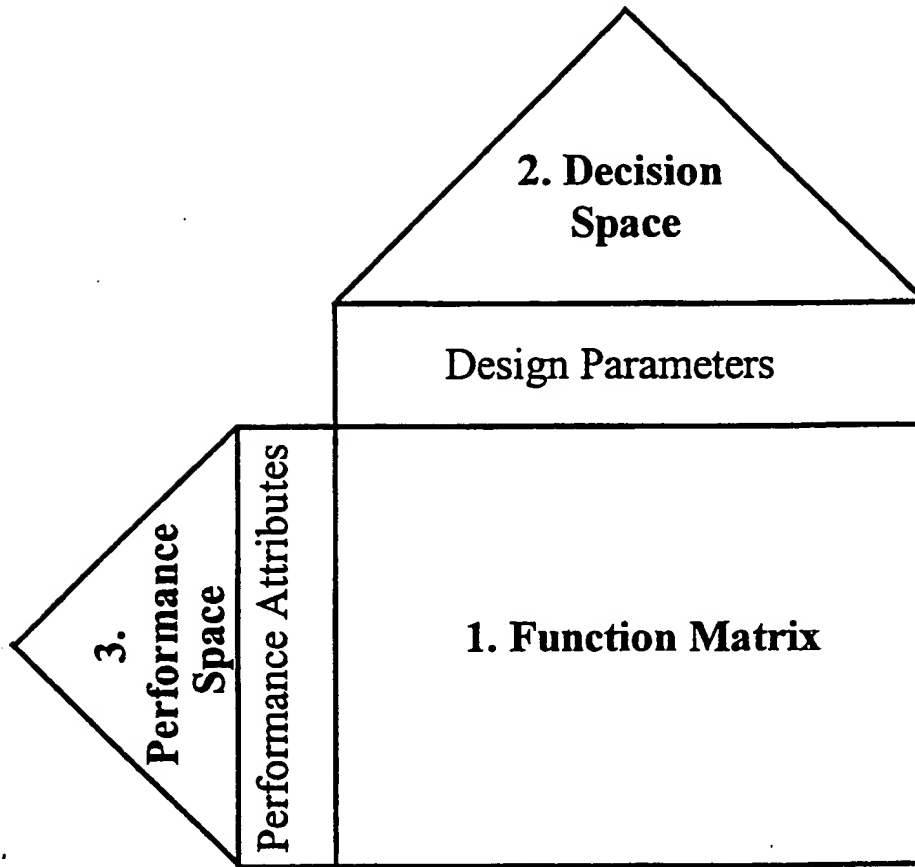 2. Decision
Space
Design Parameters
3.
Performance
Space
Performance Attributes
1. Function Matrix